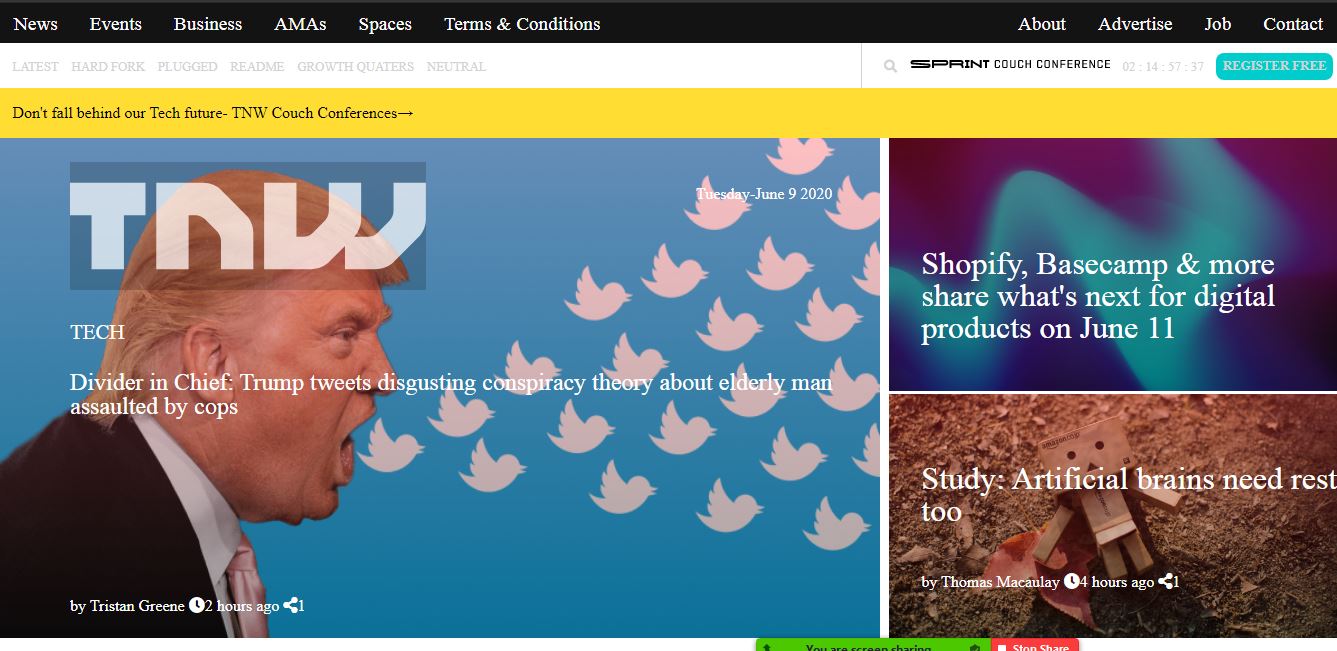 News Events Business AMAs Spaces Terms & Conditions About Advertise Job Contact
LATEST HARD FORK PLUGGED README GROWTH QUATERS NEUTRAL SPRINT COUCH CONFERENCE 02 : 14 : 57 : 37 REGISTER FREE
Don't fall behind our Tech future- TNW Couch Conferences→
TNW
Tuesday-June 9 2020
TECH
Divider in Chief: Trump tweets disgusting conspiracy theory about elderly man
assaulted by cops
by Tristan Greene 2 hours ago 1
Shopify, Basecamp & more
share what's next for digital
products on June 11
amazon.co.jp
Study: Artificial brains need rest
too
by Thomas Macaulay 4 hours ago 1
You are screen sharing Stop Share